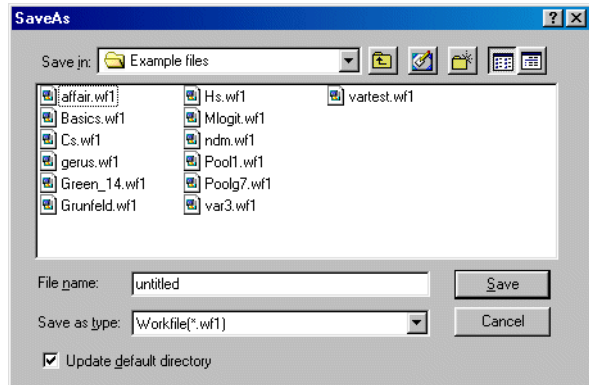 SaveAs
Save in: Example files
affair.wf1 Hs.wf1 vartest.wf1
Basics.wf1 Mlogit.wf1
Cs.wf1 ndm.wf1
gerus.wf1 Pool1.wf1
Green_14.wf1 Poolg7.wf1
Grunfeld.wf1 var3.wf1
File name: untitled Save
Save as type: Workfile(*.wf1) Cancel
Update default directory